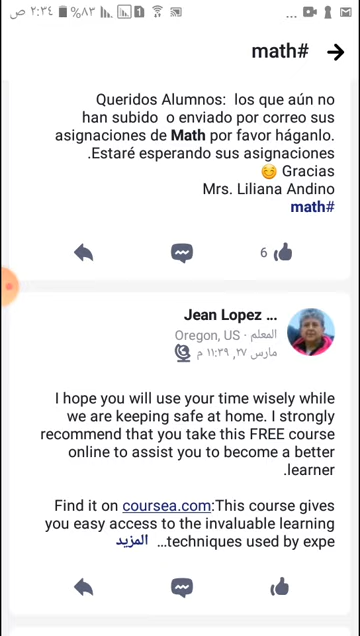 ص ٢:٣٤ %٨٣ 1 ...
math#
Queridos Alumnos: los que aún no
han subido o enviado por correo sus
asignaciones de Math por favor háganlo.
.Estaré esperando sus asignaciones
😊 Gracias
Mrs. Liliana Andino
math#
6
Jean Lopez ...
المعلم · Oregon, US
مارس ٢٧, ١١:٣٩ م
I hope you will use your time wisely while
we are keeping safe at home. I strongly
recommend that you take this FREE course
online to assist you to become a better
.learner
Find it on coursea.com:This course gives
you easy access to the invaluable learning
المزيد ...techniques used by expe